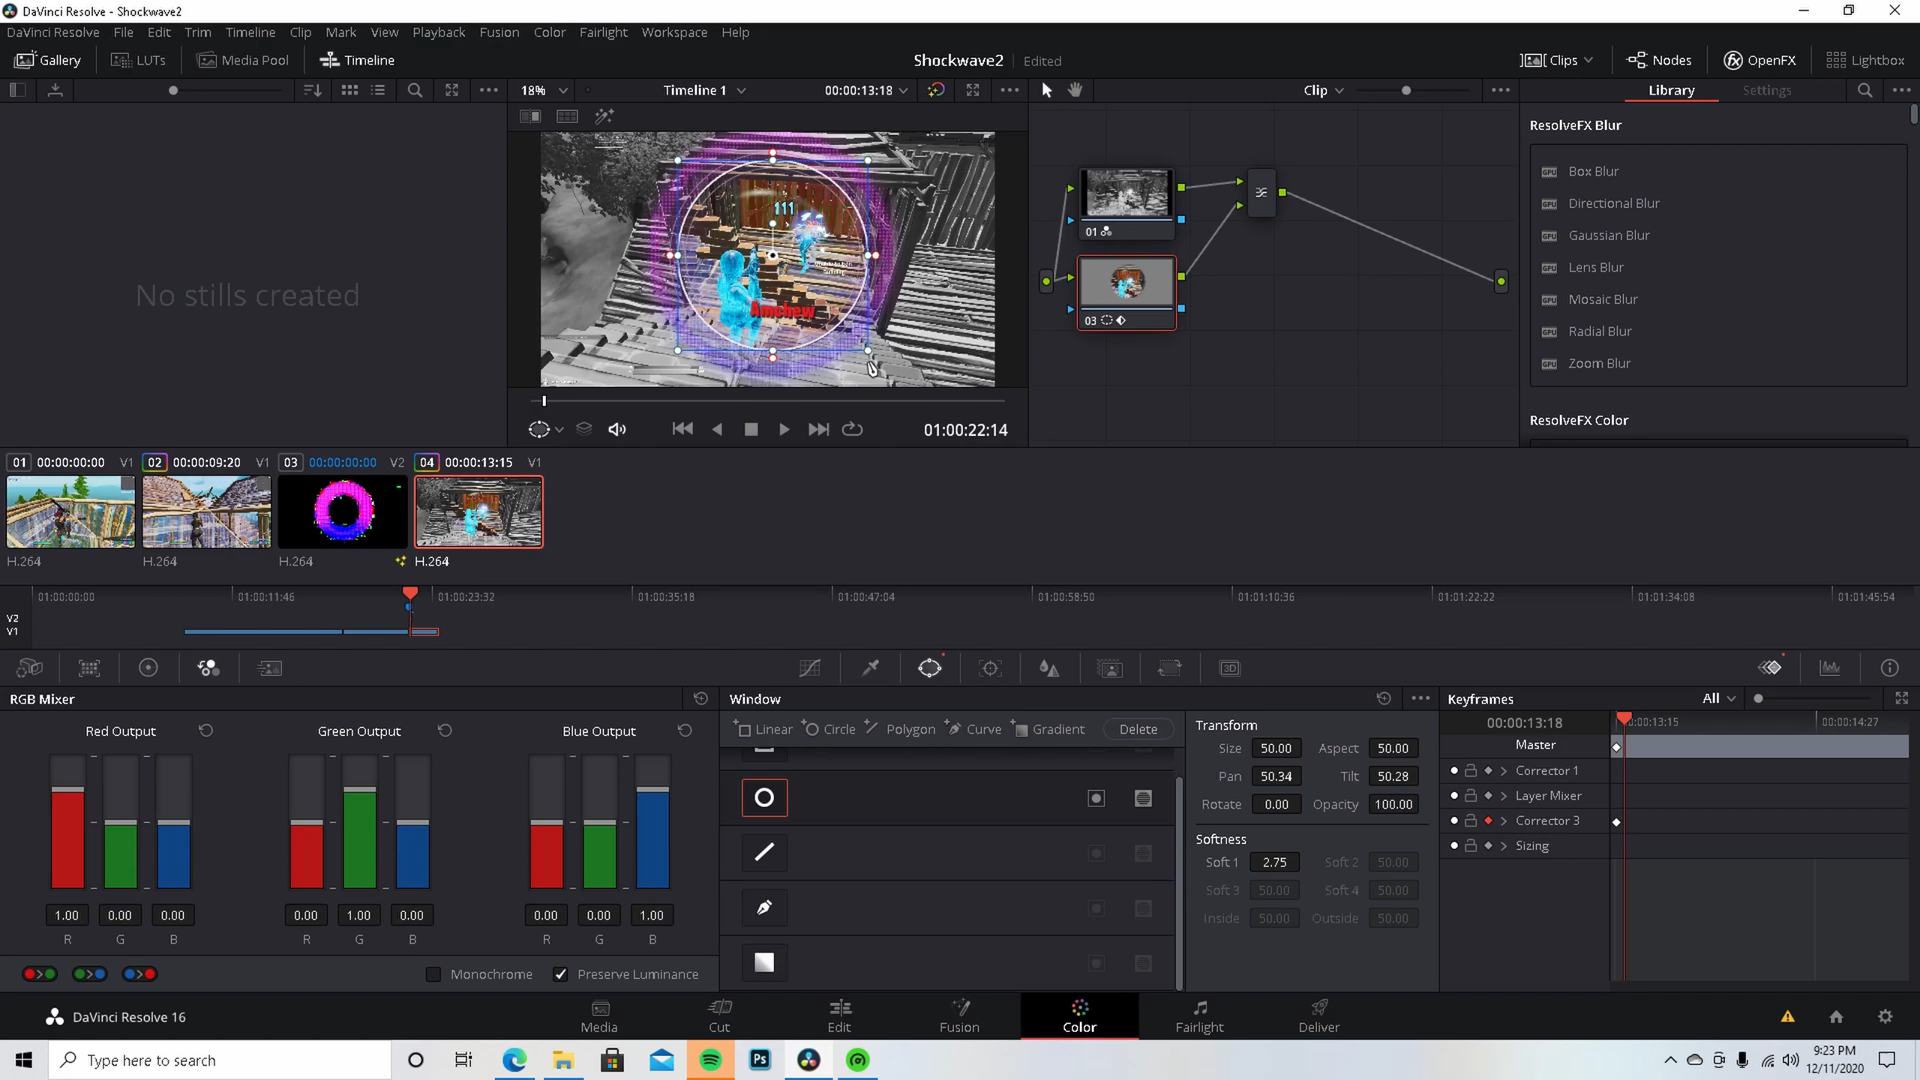 DaVinci Resolve - Shockwave2
DaVinci Resolve File Edit Trim Timeline Clip Mark View Playback Fusion Color Fairlight Workspace Help
Gallery LUTs Media Pool Timeline Shockwave2 Edited Clips Nodes OpenFX Lightbox
18% Timeline 1 00:00:13:18 Clip Library Settings
ResolveFX Blur
Box Blur
Directional Blur
Gaussian Blur
Lens Blur
Mosaic Blur
Radial Blur
Zoom Blur
ResolveFX Color
No stills created
111
Amchew
01
03
01:00:22:14
01 00:00:00:00 V1 02 00:00:09:20 V1 03 00:00:00:00 V2 04 00:00:13:15 V1
H.264 H.264 H.264 H.264
01:00:00:00 01:00:11:46 01:00:23:32 01:00:35:18 01:00:47:04 01:00:58:50 01:01:10:36 01:01:22:22 01:01:34:08 01:01:45:54
V2
V1
3D
RGB Mixer Window Keyframes All
Red Output Green Output Blue Output
1.00 0.00 0.00 0.00 1.00 0.00 0.00 0.00 1.00
R G B R G B R G B
Monochrome Preserve Luminance
Linear Circle Polygon Curve Gradient Delete
Transform
Size 50.00 Aspect 50.00
Pan 50.34 Tilt 50.28
Rotate 0.00 Opacity 100.00
Softness
Soft 1 2.75 Soft 2 50.00
Soft 3 50.00 Soft 4 50.00
Inside 50.00 Outside 50.00
00:00:13:18 00:00:14:27
Master
Corrector 1
Layer Mixer
Corrector 3
Sizing
DaVinci Resolve 16 Media Cut Edit Fusion Color Fairlight Deliver
Type here to search
Ps
9:23 PM
12/11/2020